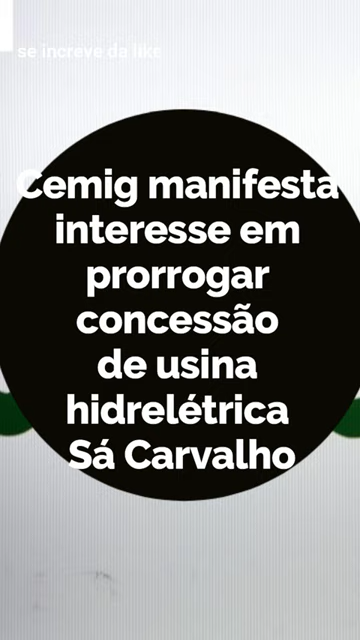 se increve da like
Cemig manifesta
interesse em
prorrogar
concessão
de usina
hidrelétrica
Sá Carvalho